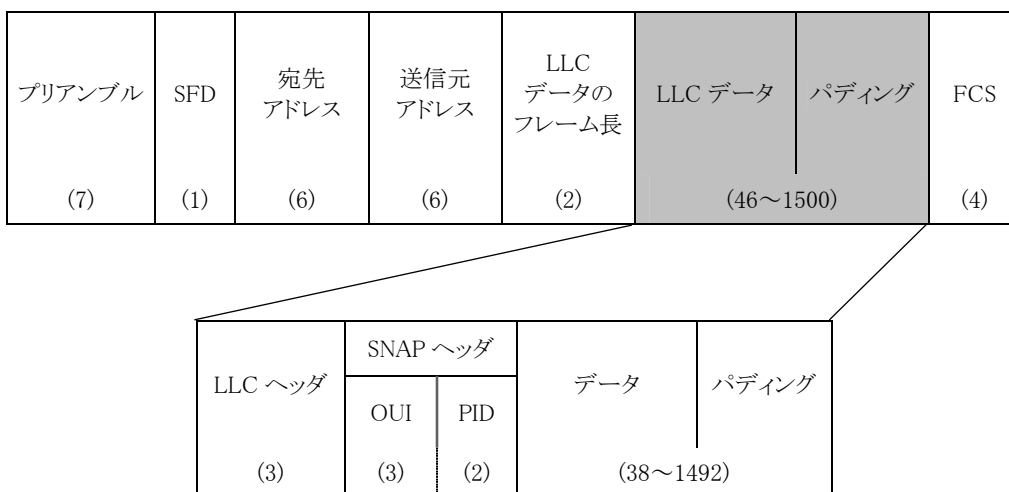 プリアンブル
(7)
SFD
(1)
宛先
アドレス
(6)
送信元
アドレス
(6)
LLC
データの
フレーム長
(2)
LLC データ
パディング
(46～1500)
FCS
(4)
LLC ヘッダ
(3)
SNAP ヘッダ
OUI
(3)
PID
(2)
データ
パディング
(38～1492)